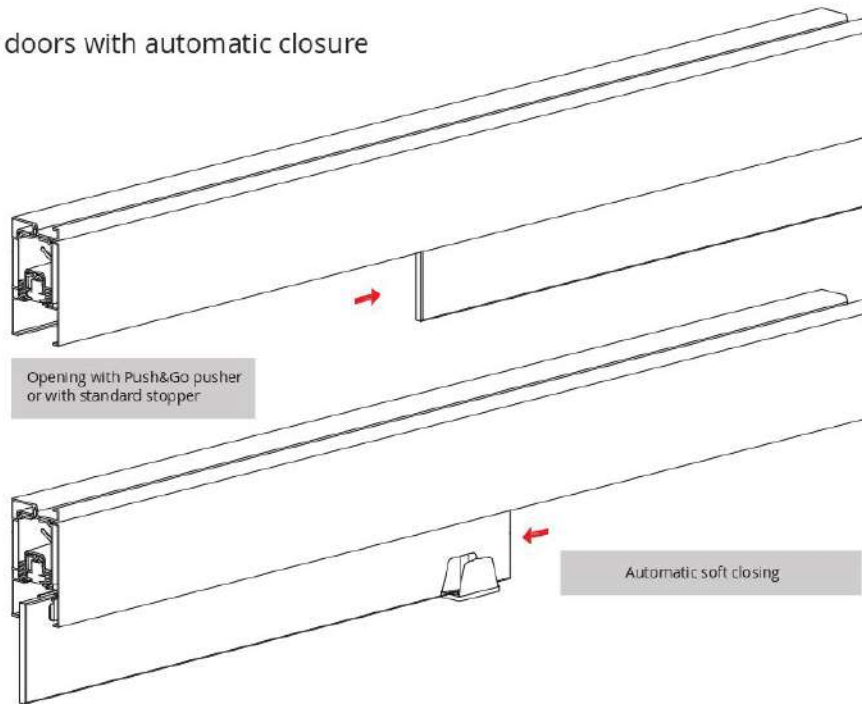 doors with automatic closure
Opening with Push&Go pusher
or with standard stopper
Automatic soft closing